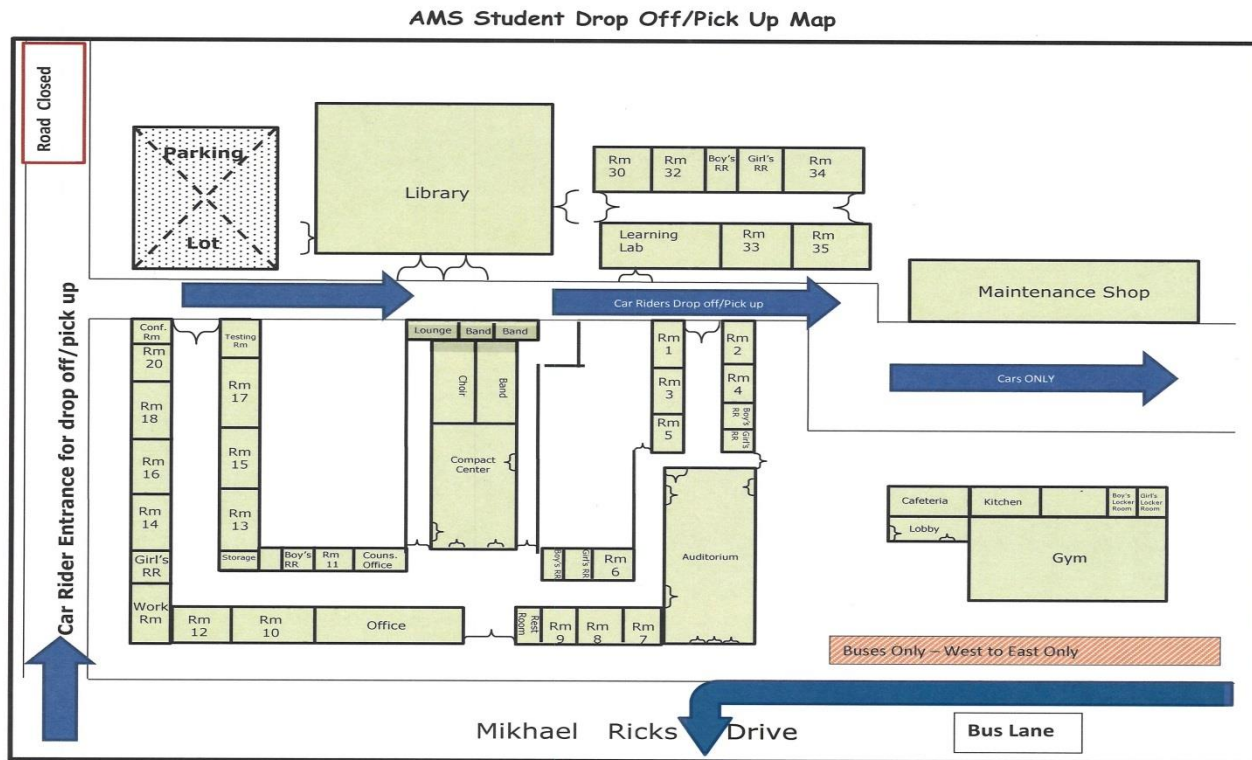 AMS Student Drop Off/Pick Up Map
Road Closed
Parking
Lot
Library
Rm
30
Rm
32
Boy's
RR
Girl's
RR
Rm
34
Learning
Lab
Rm
33
Rm
35
Maintenance Shop
Car Riders Drop off/Pick up
Cars ONLY
Car Rider Entrance for drop off/pick up
Conf.
Rm
Rm
20
Rm
18
Rm
16
Rm
14
Girl's
RR
Work
Rm
Testing
Rm
Rm
17
Rm
15
Rm
13
Storage
Boy's
RR
Rm
11
Couns.
Office
Rm
12
Rm
10
Office
Lounge
Band
Band
Choir
Band
Compact
Center
Rm
1
Rm
3
Rm
5
Rm
2
Rm
4
Boy's
RR
Girl's
RR
Boy's RR
Girl's RR
Rm
6
Rest
Room
Rm
9
Rm
8
Rm
7
Auditorium
Cafeteria
Kitchen
Boy's
Locker
Room
Girl's
Locker
Room
Lobby
Gym
Buses Only – West to East Only
Mikhael Ricks Drive
Bus Lane